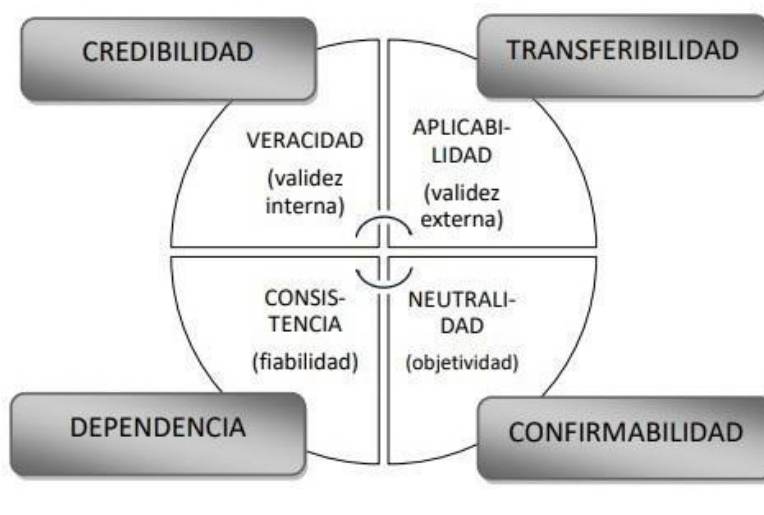 CREDIBILIDAD
TRANSFERIBILIDAD
VERACIDAD
(validez
interna)
APLICABI-
LIDAD
(validez
externa)
CONSIS-
TENCIA
(fiabilidad)
NEUTRALI-
DAD
(objetividad)
DEPENDENCIA
CONFIRMABILIDAD